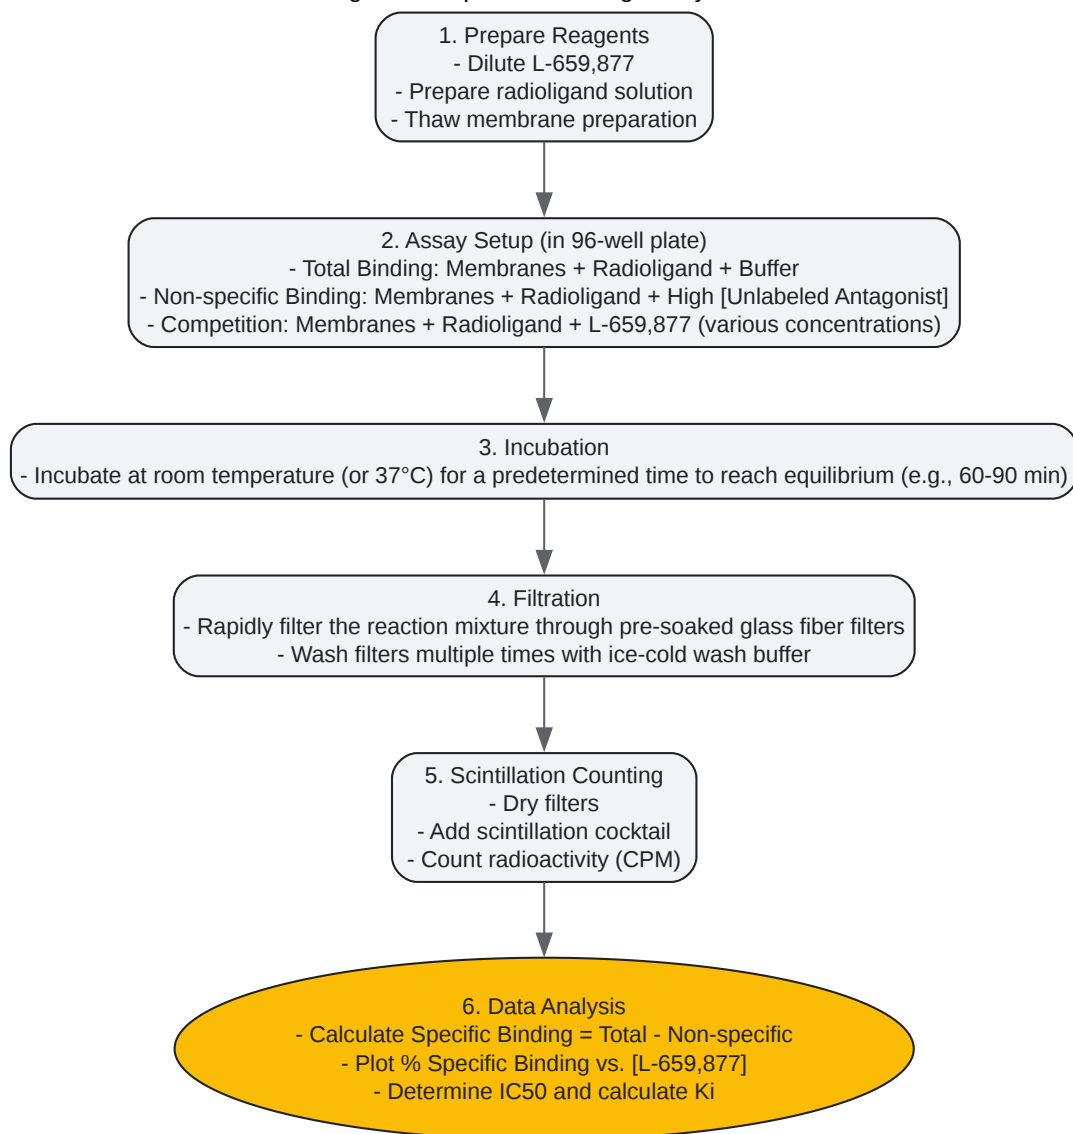 1. Prepare Reagents
- Dilute L-659,877
- Prepare radioligand solution
- Thaw membrane preparation
2. Assay Setup (in 96-well plate)
- Total Binding: Membranes + Radioligand + Buffer
- Non-specific Binding: Membranes + Radioligand + High [Unlabeled Antagonist]
- Competition: Membranes + Radioligand + L-659,877 (various concentrations)
3. Incubation
- Incubate at room temperature (or 37°C) for a predetermined time to reach equilibrium (e.g., 60-90 min)
4. Filtration
- Rapidly filter the reaction mixture through pre-soaked glass fiber filters
- Wash filters multiple times with ice-cold wash buffer
5. Scintillation Counting
- Dry filters
- Add scintillation cocktail
- Count radioactivity (CPM)
6. Data Analysis
- Calculate Specific Binding = Total - Non-specific
- Plot % Specific Binding vs. [L-659,877]
- Determine IC50 and calculate Ki